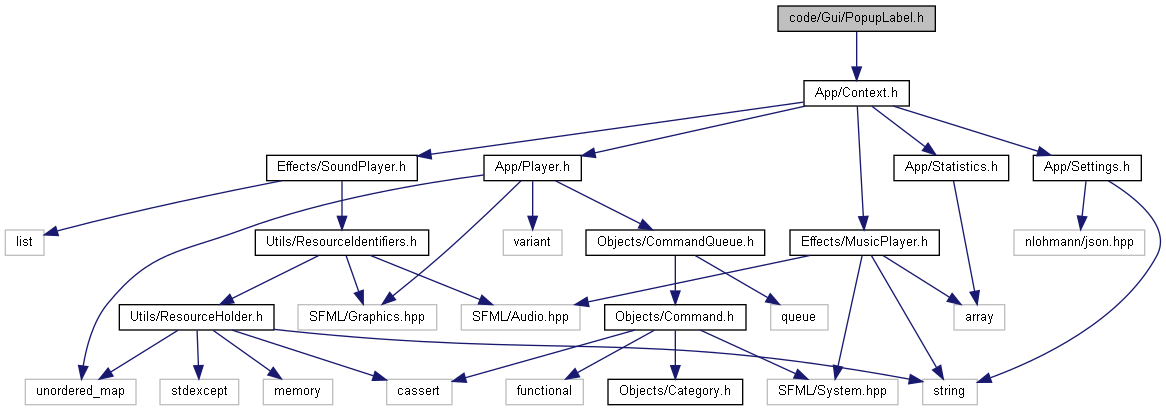 code/Gui/PopupLabel.h
App/Context.h
Effects/SoundPlayer.h
App/Player.h
App/Statistics.h
App/Settings.h
list
Utils/ResourceIdentifiers.h
variant
Objects/CommandQueue.h
Effects/MusicPlayer.h
nlohmann/json.hpp
Utils/ResourceHolder.h
SFML/Graphics.hpp
SFML/Audio.hpp
Objects/Command.h
queue
array
unordered_map
stdexcept
memory
cassert
functional
Objects/Category.h
SFML/System.hpp
string